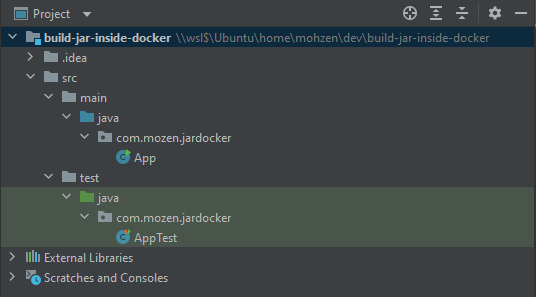 Project
build-jar-inside-docker \\wsl$\Ubuntu\home\mohzen\dev\build-jar-inside-docker
.idea
src
main
java
com.mozen.jardocker
App
test
java
com.mozen.jardocker
AppTest
External Libraries
Scratches and Consoles